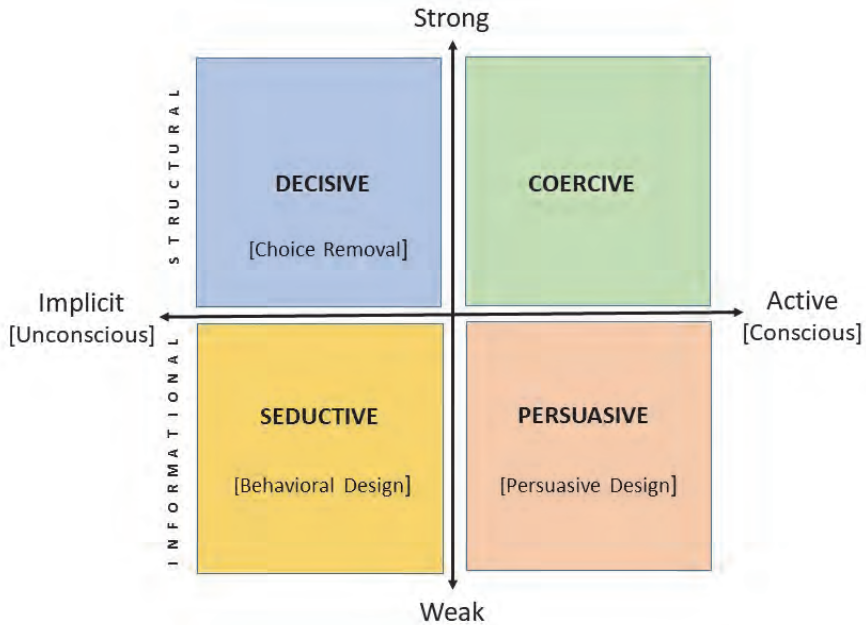 Strong
STRUCTURAL
DECISIVE
COERCIVE
[Choice Removal]
Implicit
[Unconscious]
Active
[Conscious]
INFORMATIONAL
SEDUCTIVE
PERSUASIVE
[Behavioral Design]
[Persuasive Design]
Weak